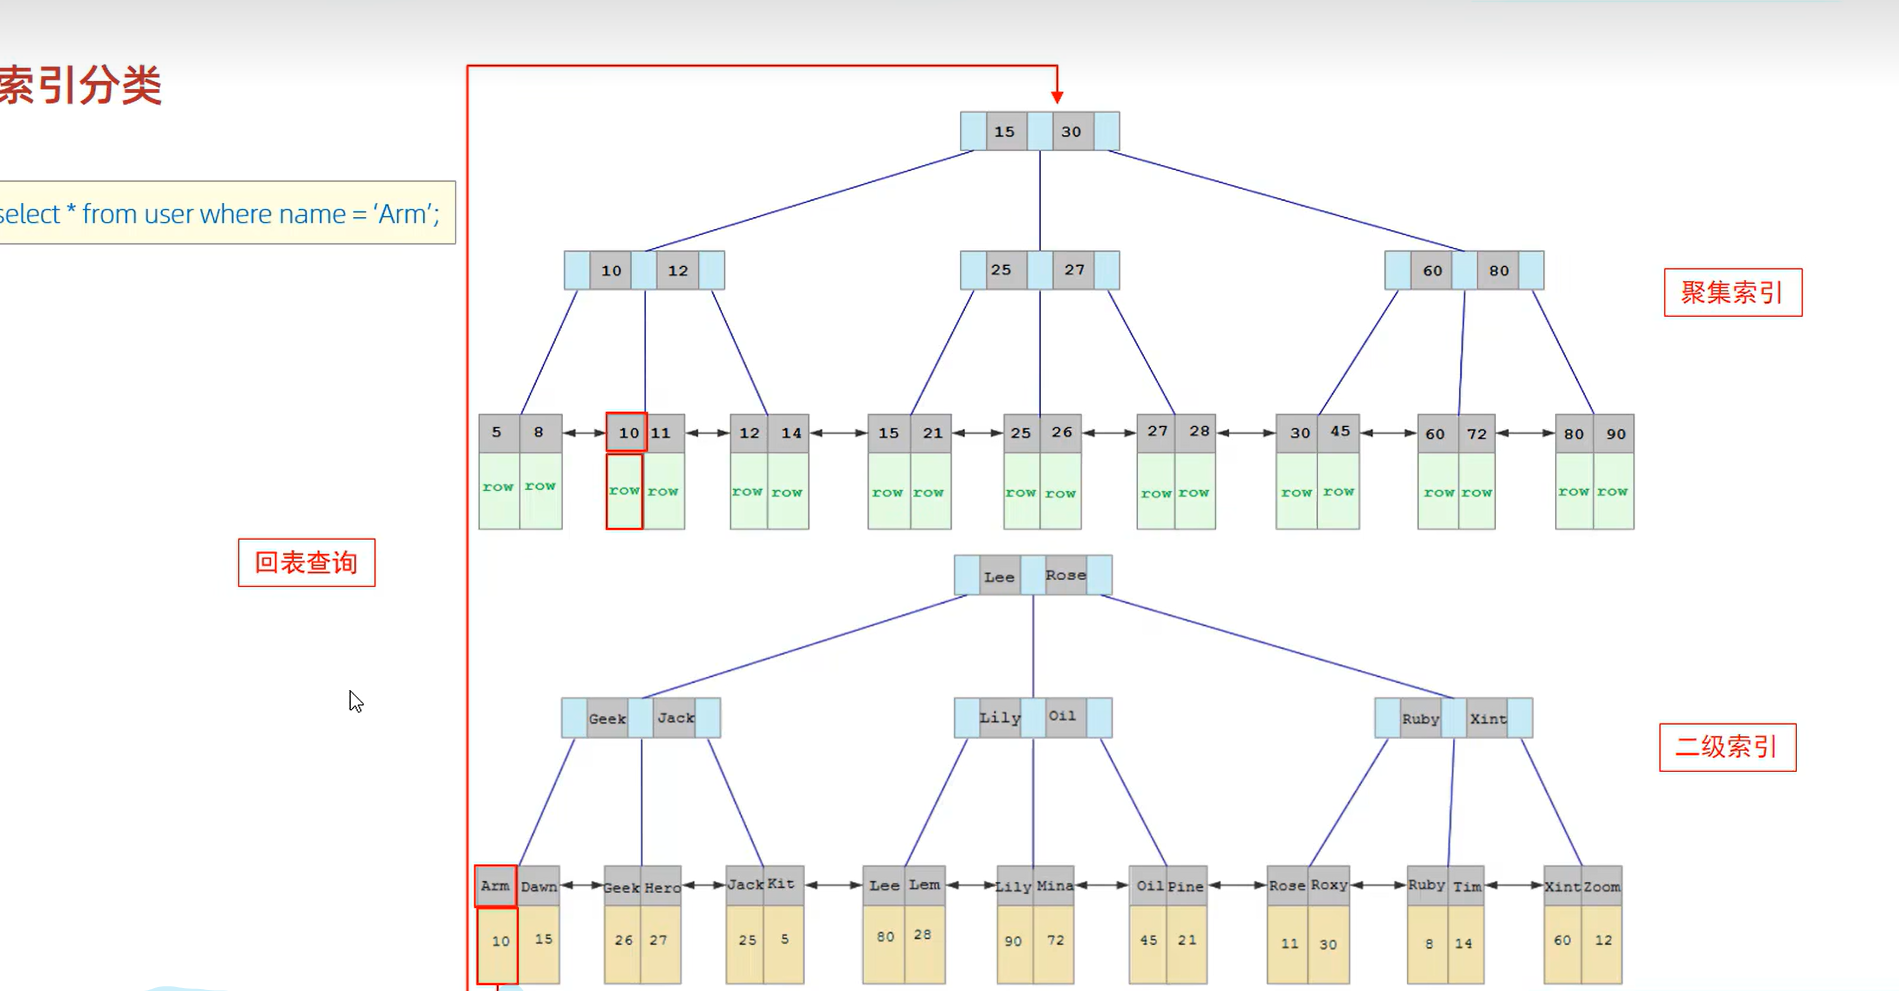 索引分类
select * from user where name = ‘Arm’;
15 30
10 12 25 27 60 80
聚集索引
5 8 10 11 12 14 15 21 25 26 27 28 30 45 60 72 80 90
row row row row row row row row row row row row row row row row row row
回表查询
Lee Rose
Geek Jack Lily Oil Ruby Xint
二级索引
Arm Dawn Geek Hero Jack Kit Lee Lem Lily Mina Oil Pine Rose Roxy Ruby Tim Xint Zoom
10 15 26 27 25 5 80 28 90 72 45 21 11 30 8 14 60 12